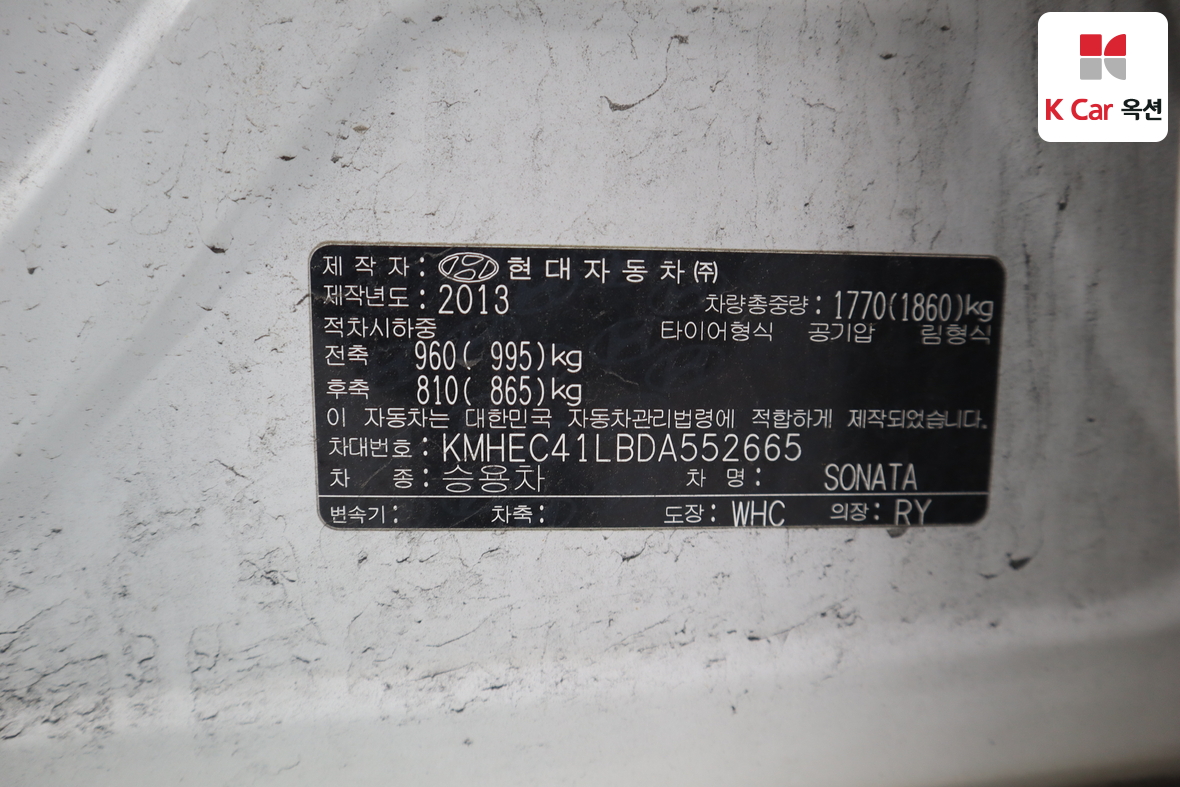 K Car 옥션
제 작 자 : 현 대 자 동 차 ㈜
제작년도 : 2013 차량총중량 : 1770(1860)kg
적차시하중 타이어형식 공기압 림형식
전축 960( 995)kg
후축 810( 865)kg
이 자동차는 대한민국 자동차관리법령에 적합하게 제작되었습니다.
차대번호 : KMHEC41LBDA552665
차 종 : 승용차 차 명 : SONATA
변속기 : 차축 : 도장 : WHC 의장 : RY